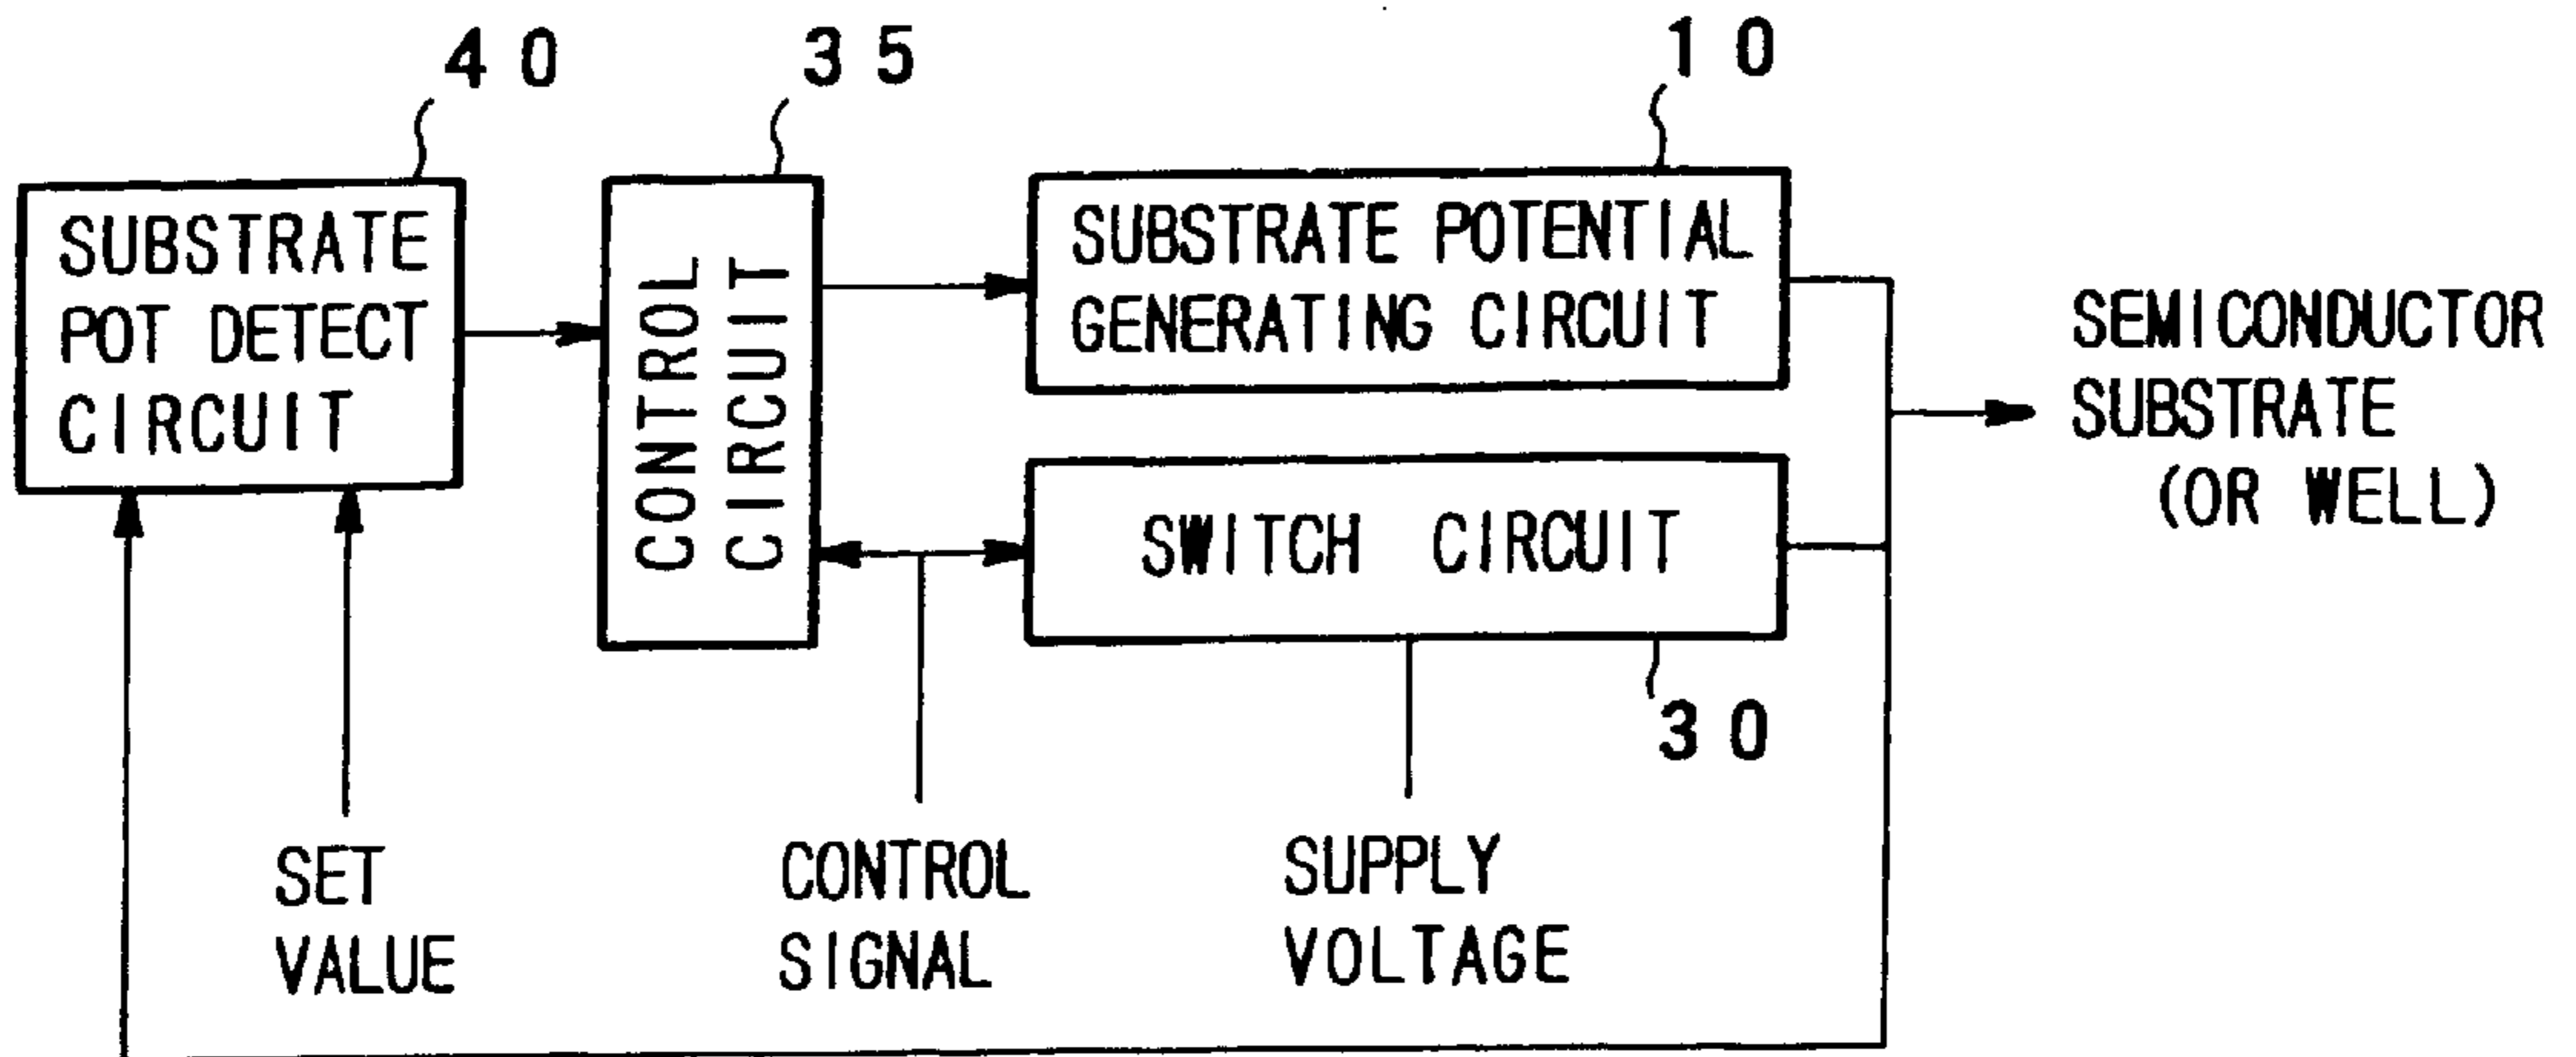 40
35
10
SUBSTRATE
POT DETECT
CIRCUIT
CONTROL
CIRCUIT
SUBSTRATE POTENTIAL
GENERATING CIRCUIT
SEMICONDUCTOR
SUBSTRATE
(OR WELL)
SWITCH CIRCUIT
30
SET
VALUE
CONTROL
SIGNAL
SUPPLY
VOLTAGE